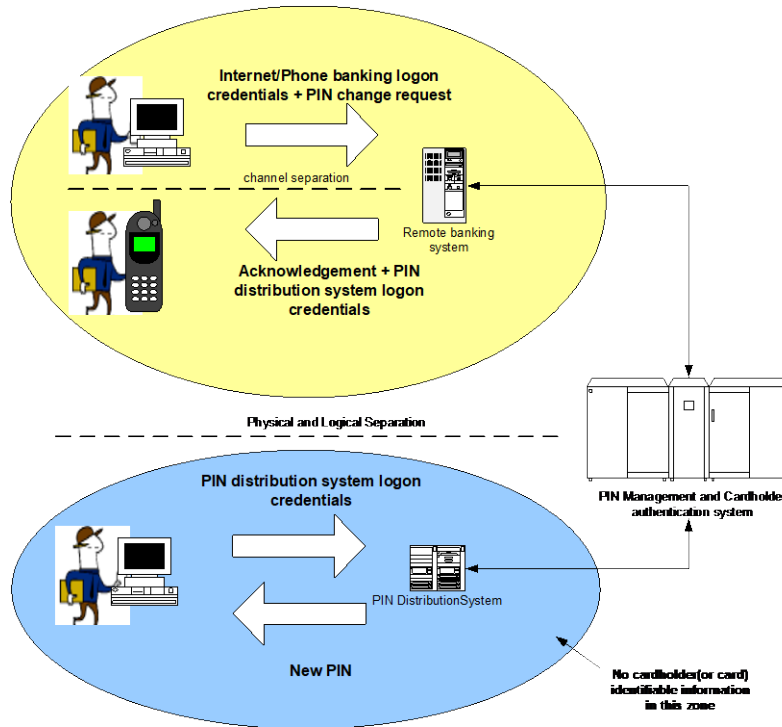 Internet/Phone banking logon
credentials + PIN change request
channel separation
Remote banking
system
Acknowledgement + PIN
distribution system logon
credentials
Physical and Logical Separation
PIN Management and Cardholde
authentication system
PIN distribution system logon
credentials
PIN DistributionSystem
New PIN
No cardholder(or card)
identifiable information
in this zone